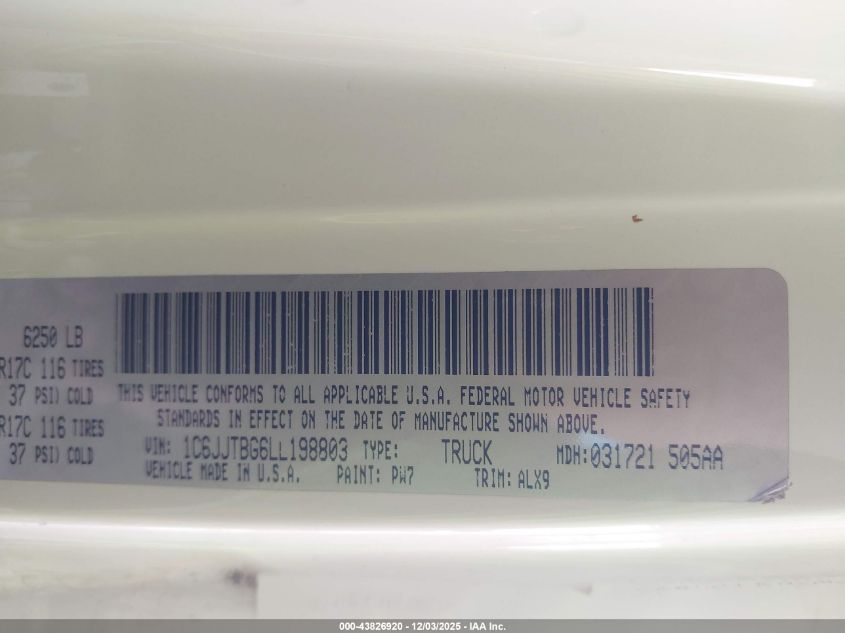 6250 LB
R17C 116 TIRES
37 PSI) COLD
R17C 116 TIRES
37 PSI) COLD
THIS VEHICLE CONFORMS TO ALL APPLICABLE U.S.A. FEDERAL MOTOR VEHICLE SAFETY
STANDARDS IN EFFECT ON THE DATE OF MANUFACTURE SHOWN ABOVE.
VIN: 1C6JJTBG6LL198803 TYPE: TRUCK MDH:031721 505AA
VEHICLE MADE IN U.S.A. PAINT: PW7 TRIM: ALX9
000-43826920 - 12/03/2025 - IAA Inc.